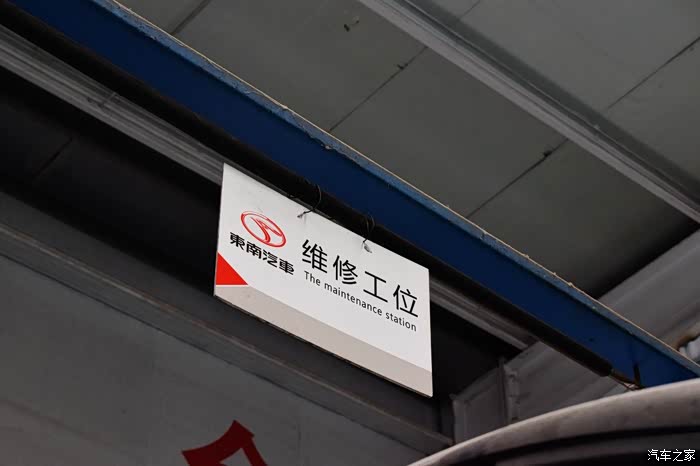 東南汽車
维修工位
The maintenance station
汽车之家